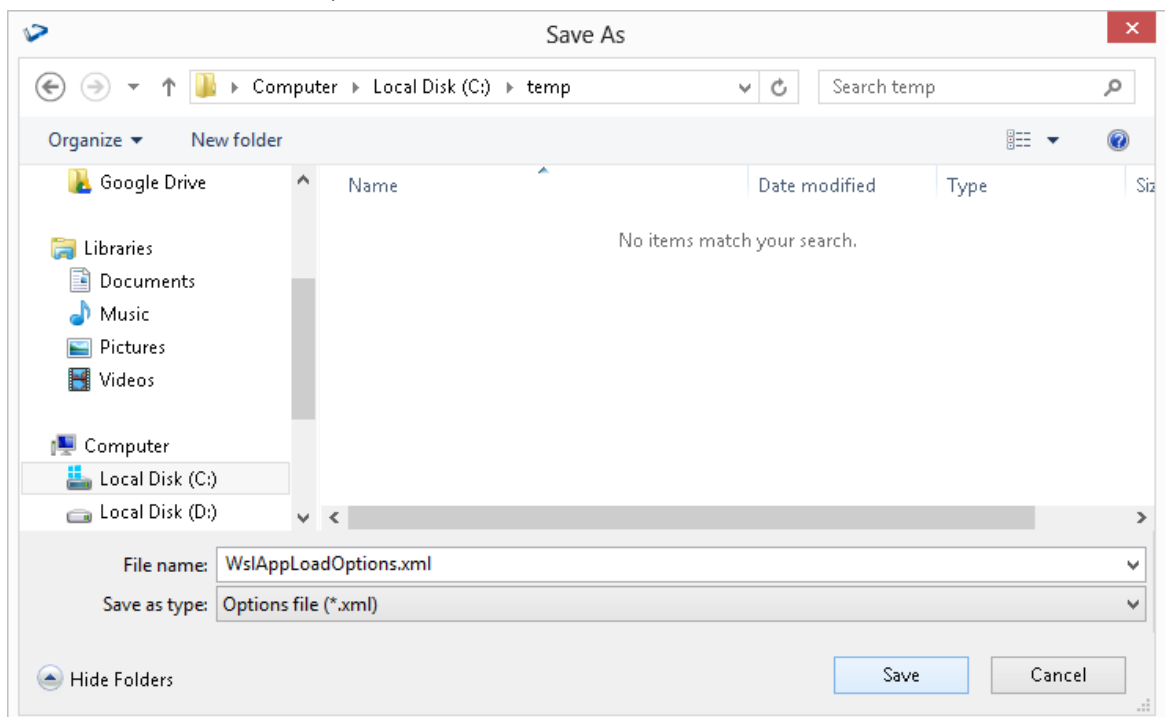 Save As
Computer Local Disk (C:) temp Search temp
Organize New folder
Google Drive Name Date modified Type Siz
No items match your search.
Libraries
Documents
Music
Pictures
Videos
Computer
Local Disk (C:)
Local Disk (D:)
File name: WslAppLoadOptions.xml
Save as type: Options file (*.xml)
Hide Folders Save Cancel